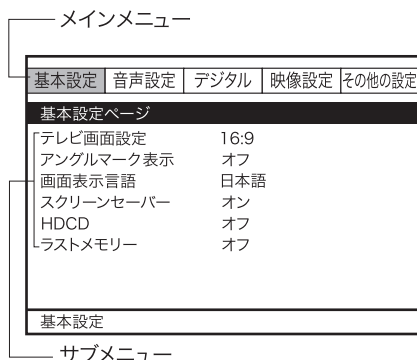 メインメニュー
基本設定 音声設定 デジタル 映像設定 その他の設定
基本設定ページ
テレビ画面設定 16:9
アングルマーク表示 オフ
画面表示言語 日本語
スクリーンセーバー オン
HDCD オフ
ラストメモリー オフ
基本設定
サブメニュー